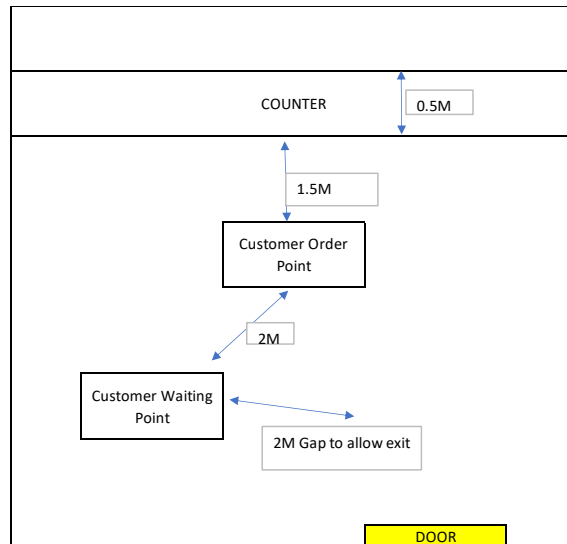 COUNTER
0.5M
1.5M
Customer Order
Point
2M
Customer Waiting
Point
2M Gap to allow exit
DOOR